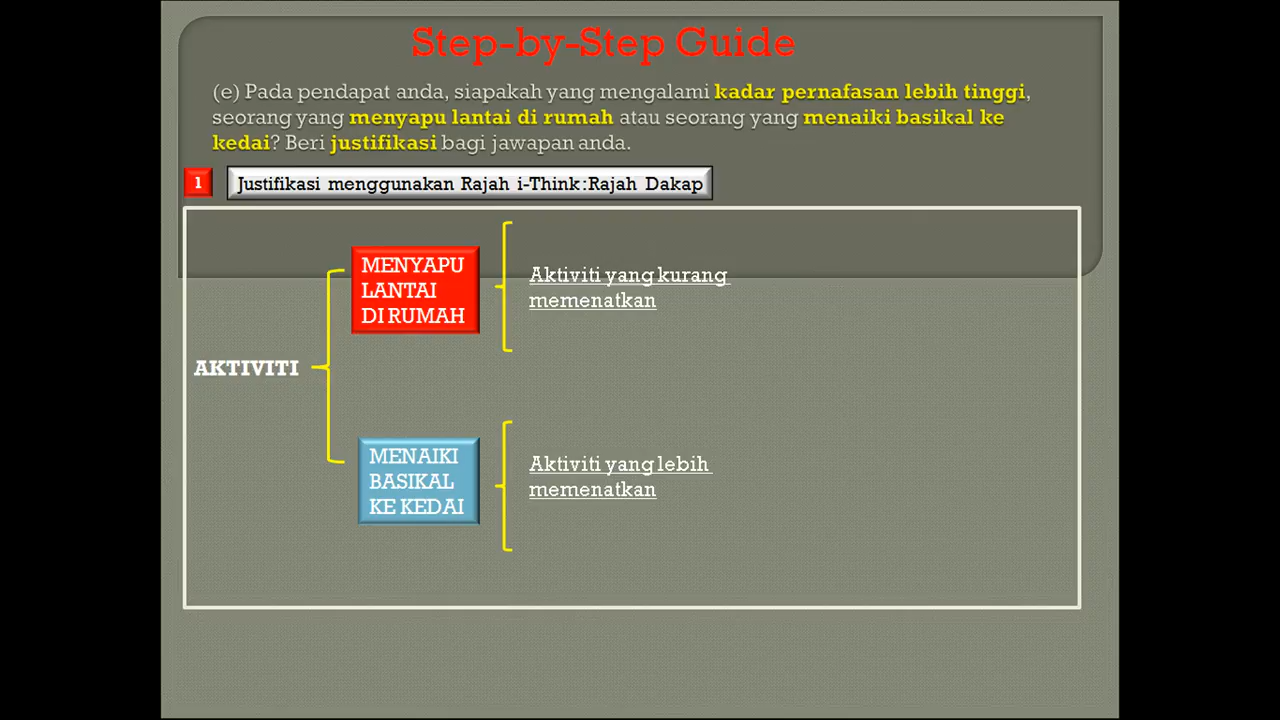 Step-by-Step Guide
(e) Pada pendapat anda, siapakah yang mengalami kadar pernafasan lebih tinggi,
seorang yang menyapu lantai di rumah atau seorang yang menaiki basikal ke
kedai? Beri justifikasi bagi jawapan anda.
1 Justifikasi menggunakan Rajah i-Think:Rajah Dakap
MENYAPU
LANTAI
DI RUMAH
Aktiviti yang kurang
memenatkan
AKTIVITI
MENAIKI
BASIKAL
KE KEDAI
Aktiviti yang lebih
memenatkan